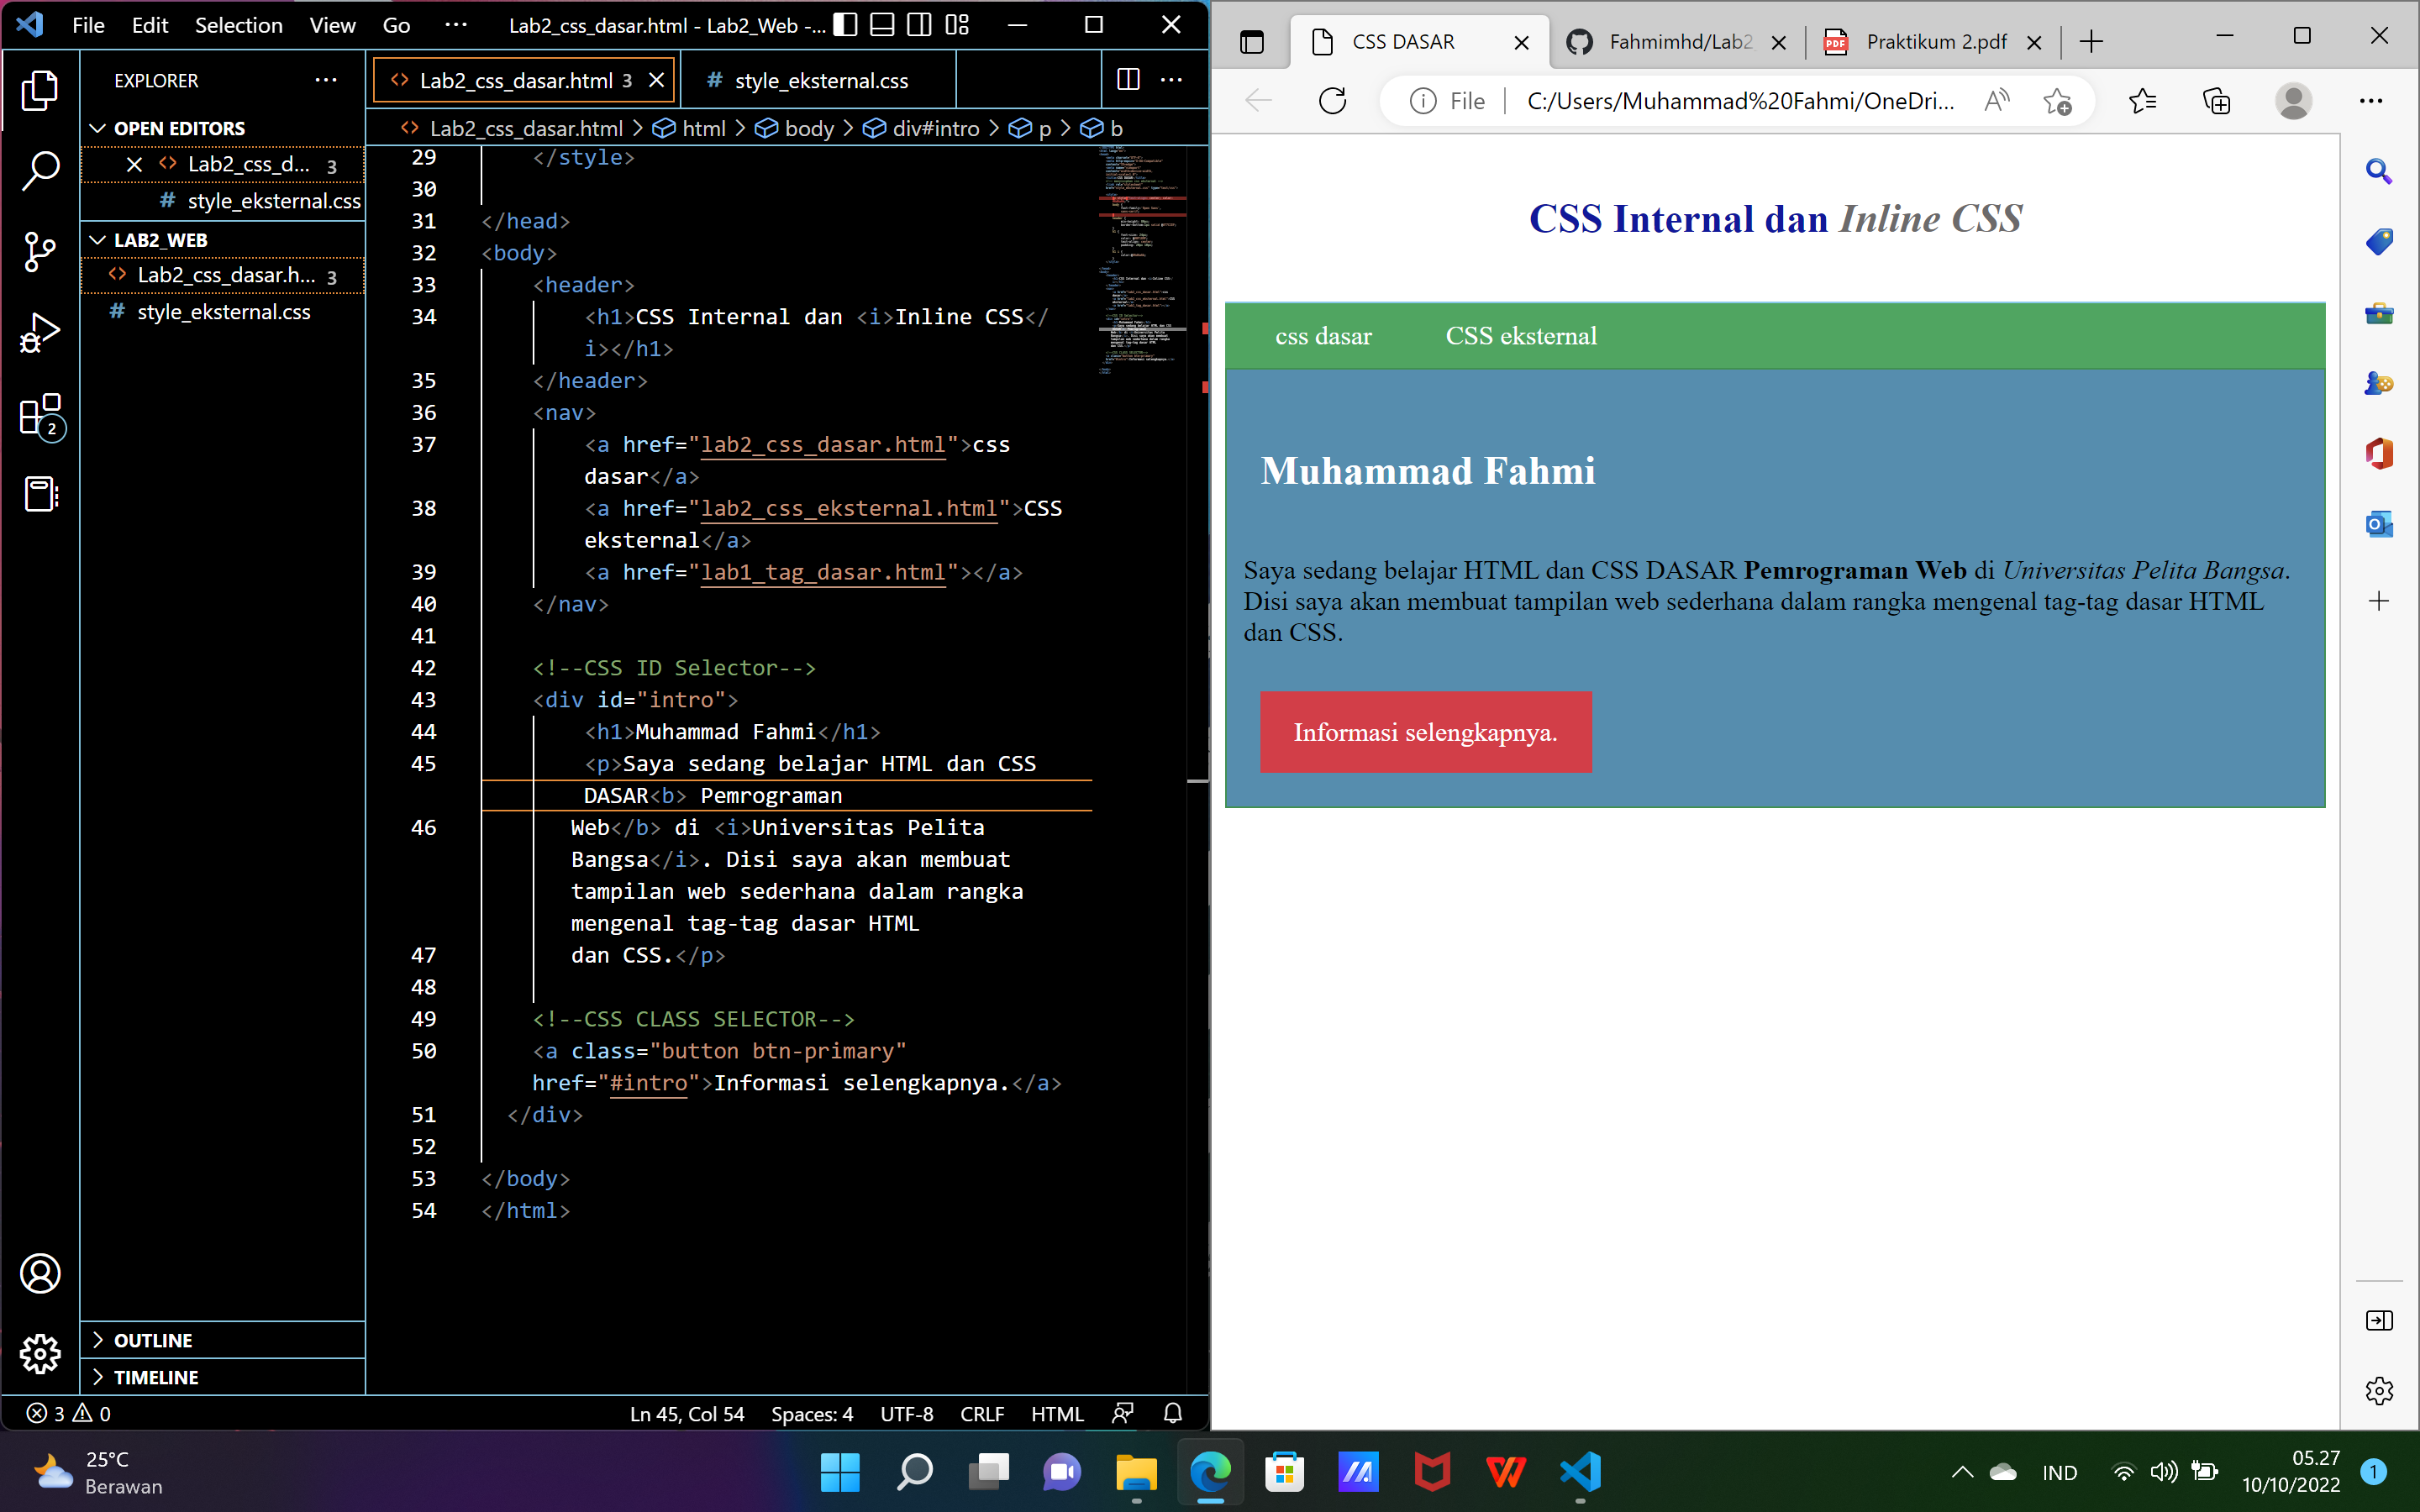 File Edit Selection View Go ··· Lab2_css_dasar.html - Lab2_Web -...
EXPLORER ···
OPEN EDITORS
Lab2_css_d... 3
style_eksternal.css
LAB2_WEB
Lab2_css_dasar.h... 3
style_eksternal.css
OUTLINE
TIMELINE
2
Lab2_css_dasar.html 3
# style_eksternal.css
Lab2_css_dasar.html > html > body > div#intro > p > b
29 </style>
30
31 </head>
32 <body>
33 <header>
34 <h1>CSS Internal dan <i>Inline CSS</
i></h1>
35 </header>
36 <nav>
37 <a href="lab2_css_dasar.html">css
dasar</a>
38 <a href="lab2_css_eksternal.html">CSS
eksternal</a>
39 <a href="lab1_tag_dasar.html"></a>
40 </nav>
41
42 <!--CSS ID Selector-->
43 <div id="intro">
44 <h1>Muhammad Fahmi</h1>
45 <p>Saya sedang belajar HTML dan CSS
DASAR<b> Pemrograman
46 Web</b> di <i>Universitas Pelita
Bangsa</i>. Disi saya akan membuat
tampilan web sederhana dalam rangka
mengenal tag-tag dasar HTML
47 dan CSS.</p>
48
49 <!--CSS CLASS SELECTOR-->
50 <a class="button btn-primary"
href="#intro">Informasi selengkapnya.</a>
51 </div>
52
53 </body>
54 </html>
3 0 Ln 45, Col 54 Spaces: 4 UTF-8 CRLF HTML
CSS DASAR
Fahmimhd/Lab2
PDF Praktikum 2.pdf
File C:/Users/Muhammad%20Fahmi/OneDri...
CSS Internal dan Inline CSS
css dasar CSS eksternal
Muhammad Fahmi
Saya sedang belajar HTML dan CSS DASAR Pemrograman Web di Universitas Pelita Bangsa.
Disi saya akan membuat tampilan web sederhana dalam rangka mengenal tag-tag dasar HTML
dan CSS.
Informasi selengkapnya.
25°C
Berawan
IND
05.27
10/10/2022
1